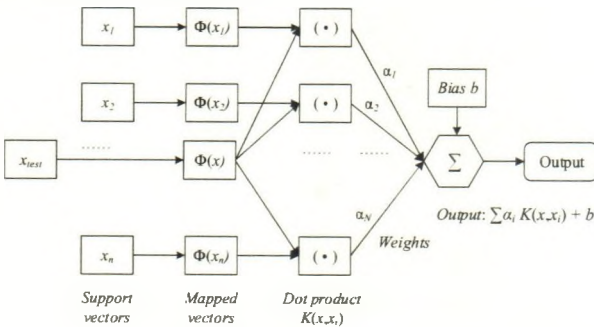 x1 Φ(x1) (•)
α1
Bias b
x2 Φ(x2) (•)
α2
...... 
xtest Φ(x) ...... ...... Σ Output
αN
Output: ∑αi K(x,xi) + b
Weights
xn Φ(xn) (•)
Support Mapped Dot product
vectors vectors K(x,xi)